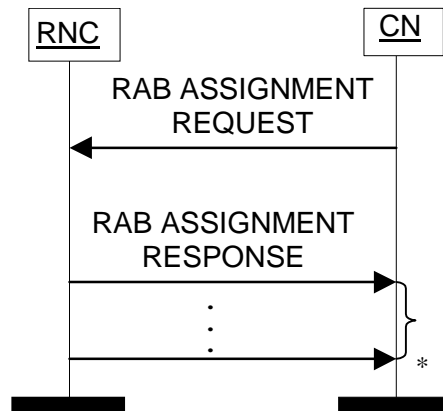 RNC
CN
RAB ASSIGNMENT
REQUEST
RAB ASSIGNMENT
RESPONSE
*